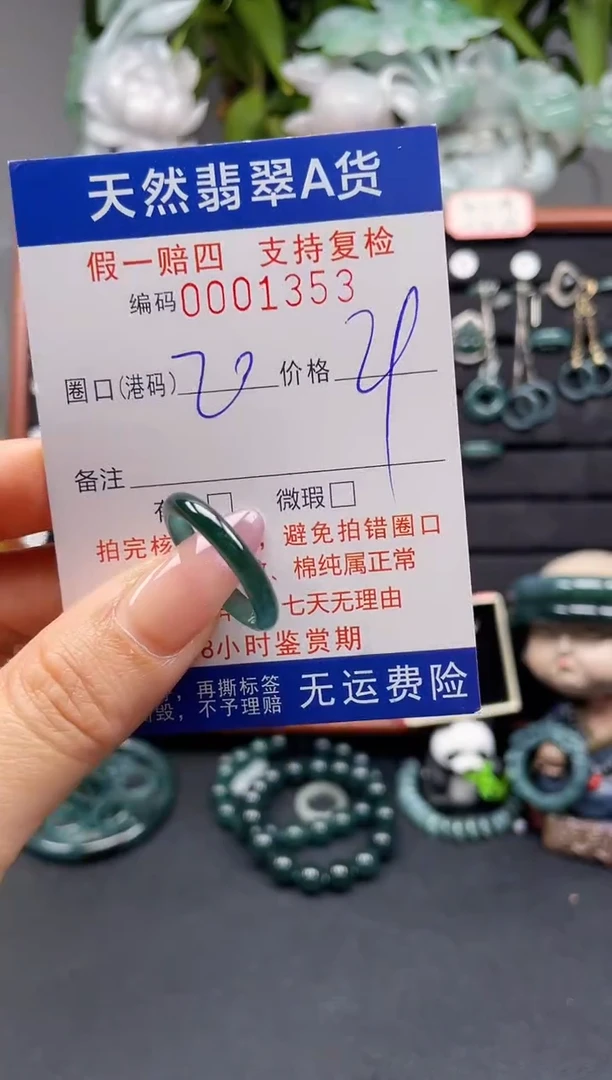 天然翡翠A货
假一赔四 支持复检
编码0001353
圈口(港码) 价格
备注
微瑕□
拍完核 ，避免拍错圈口
、棉纯属正常
七天无理由
8小时鉴赏期
，再撕标签
毁，不予理赔
无运费险